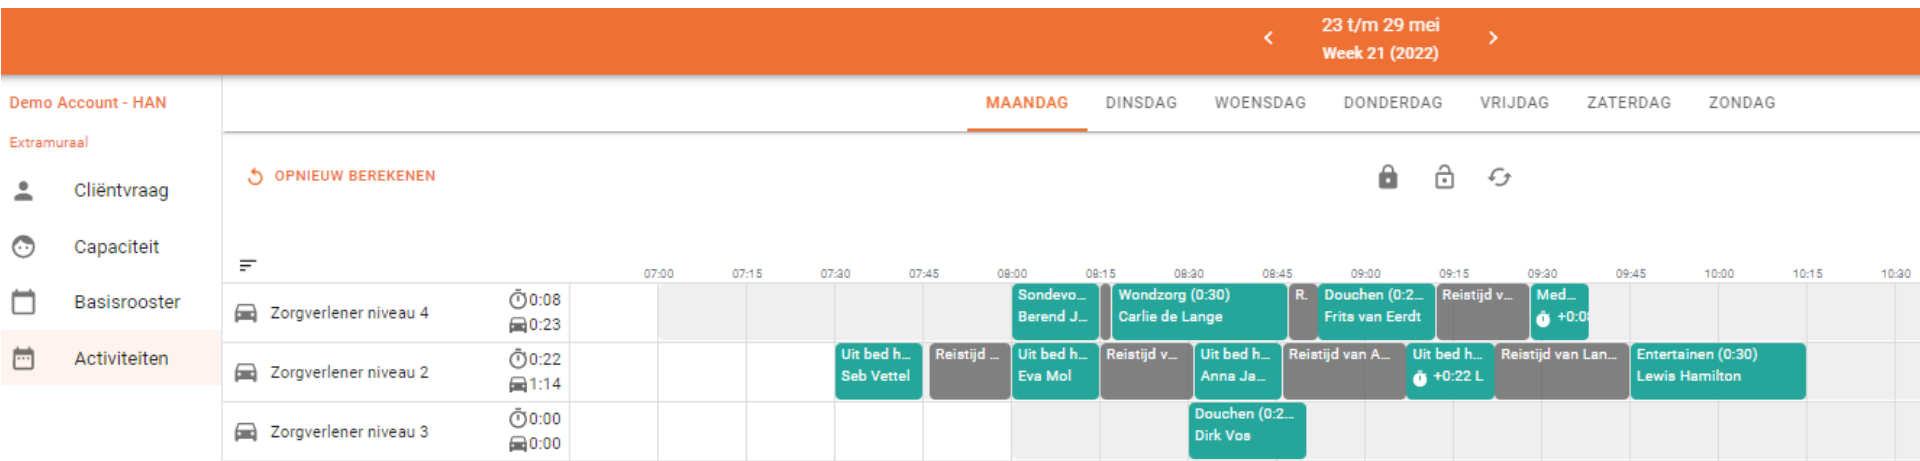 23 t/m 29 mei
Week 21 (2022)
Demo Account - HAN
MAANDAG DINSDAG WOENSDAG DONDERDAG VRIJDAG ZATERDAG ZONDAG
Extramuraal
OPNIEUW BEREKENEN
Cliëntvraag
Capaciteit
Basisrooster
Activiteiten
07:00 07:15 07:30 07:45 08:00 08:15 08:30 08:45 09:00 09:15 09:30 09:45 10:00 10:15 10:30
Zorgverlener niveau 4
0:08
0:23
Sondevo...
Berend J...
Wondzorg (0:30)
Carlie de Lange
R.
Douchen (0:2...
Frits van Eerdt
Reistijd v...
Med...
+0:08
Zorgverlener niveau 2
0:22
1:14
Uit bed h...
Seb Vettel
Reistijd ...
Uit bed h...
Eva Mol
Reistijd v...
Uit bed h...
Anna Ja...
Reistijd van A...
Uit bed h...
+0:22 L
Reistijd van Lan...
Entertainen (0:30)
Lewis Hamilton
Zorgverlener niveau 3
0:00
0:00
Douchen (0:2...
Dirk Vos